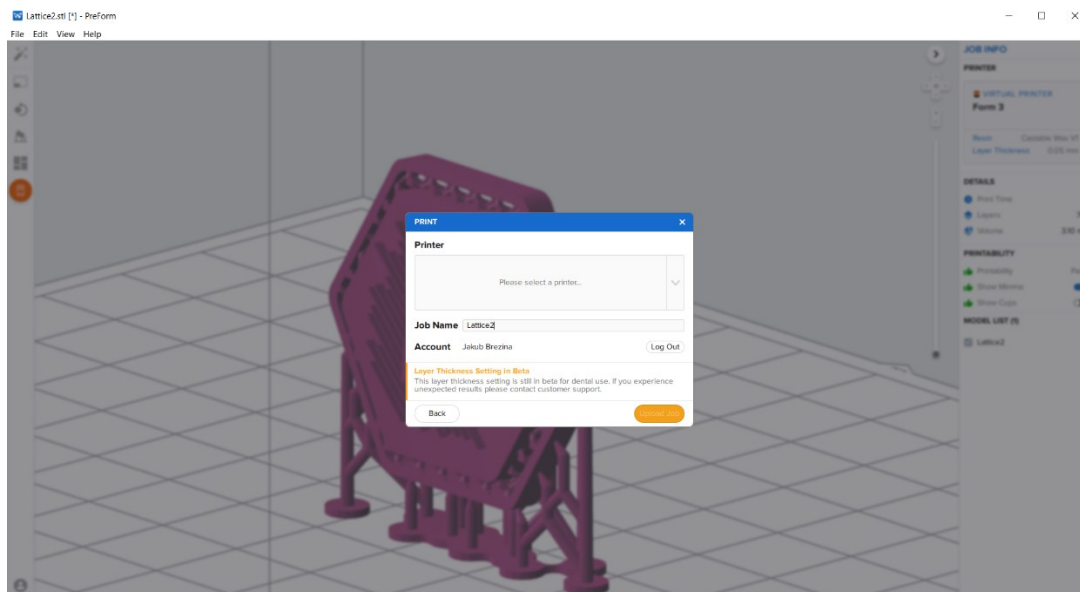 Lattice2.stl [*] - PreForm
File Edit View Help
JOB INFO
PRINTER
VIRTUAL PRINTER
Form 3
Resin Castable Wax V1
Layer Thickness
DETAILS
Print Time
Layers
Volume
PRINTABILITY
Printability
Show Minima
Show Cups
MODEL LIST (1)
Lattice2
PRINT
Printer
Please select a printer...
Job Name Lattice2
Account Jakub Brezina Log Out
Layer Thickness Setting in Beta
This layer thickness setting is still in beta for dental use. If you experience
unexpected results please contact customer support.
Back Upload Job